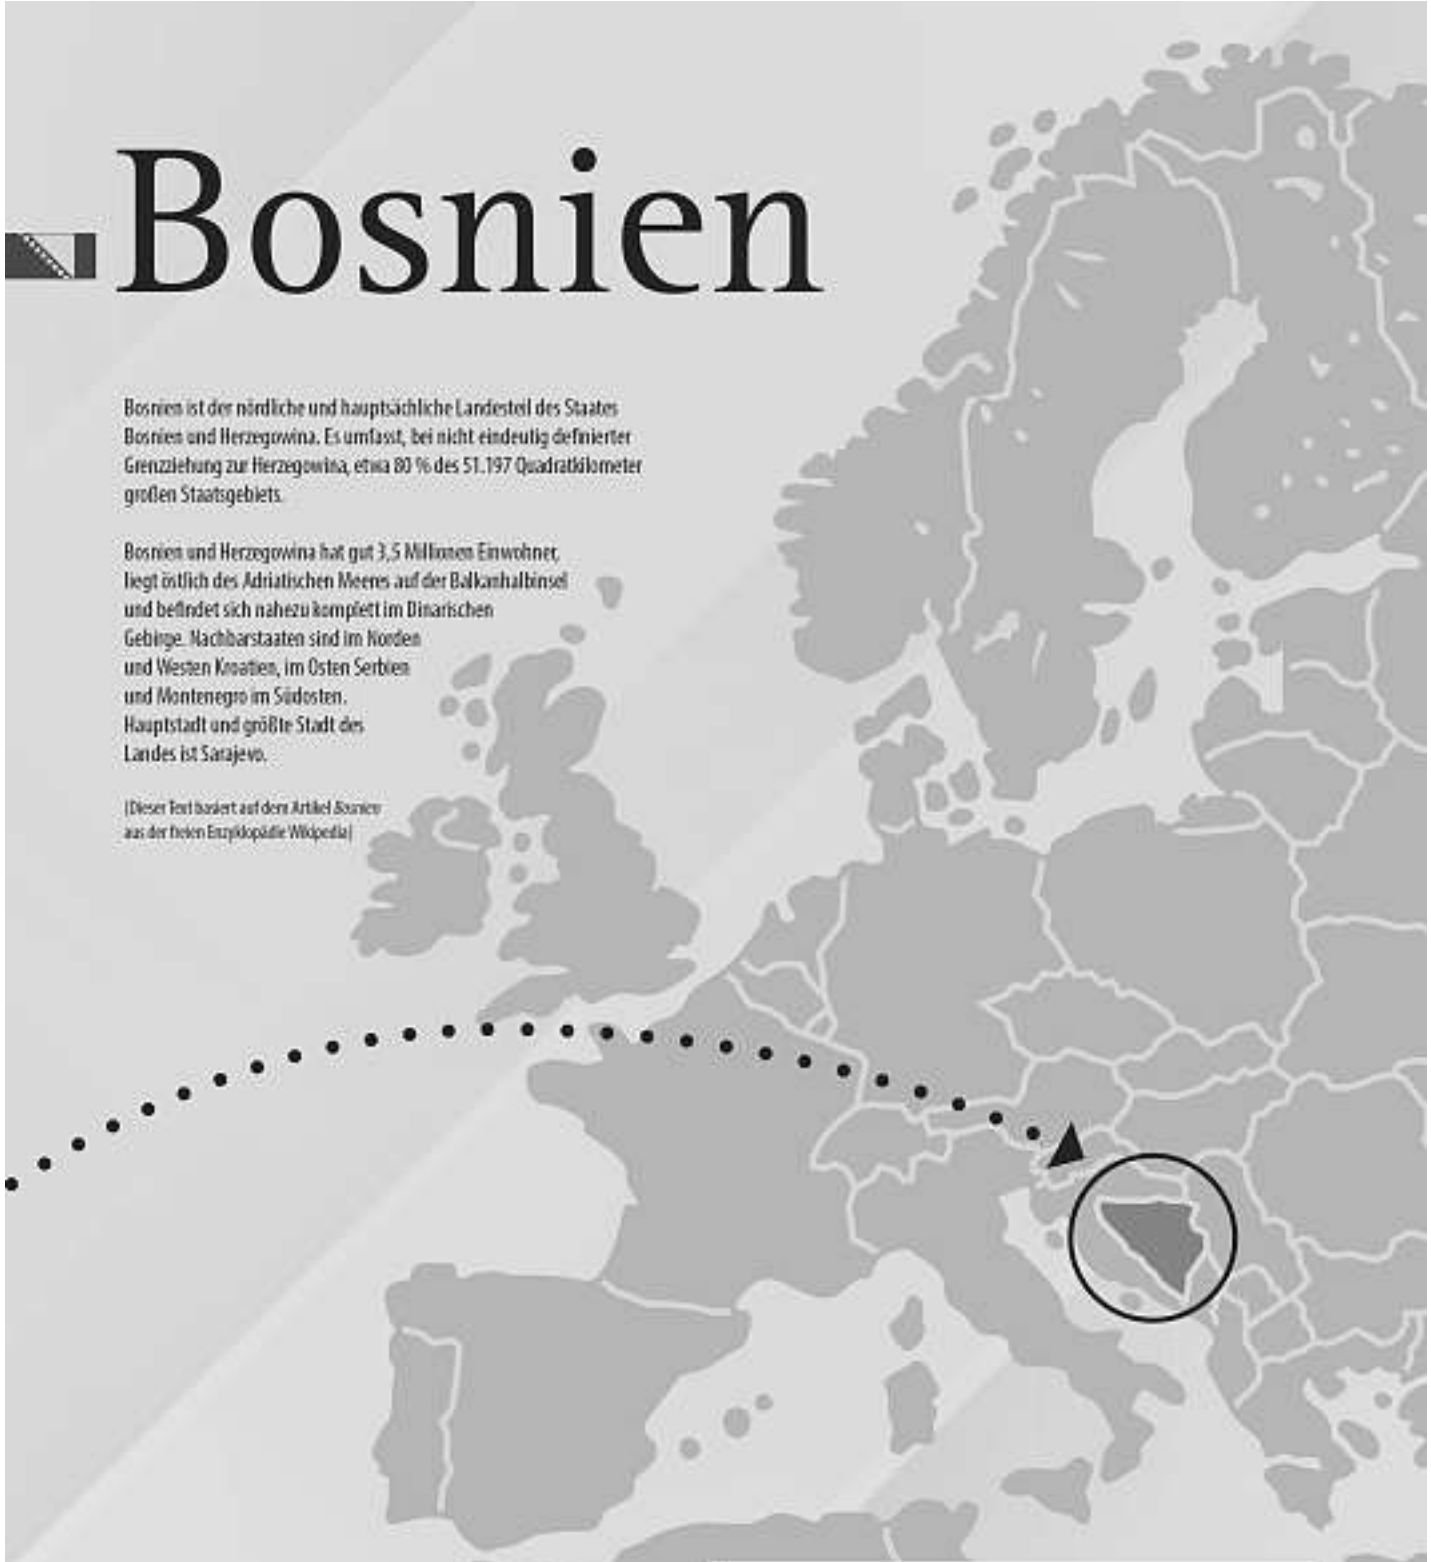 Bosnien
Bosnien ist der nördliche und hauptsächliche Landesteil des Staates
Bosnien und Herzegowina. Es umfasst, bei nicht eindeutig definierter
Grenzziehung zur Herzegowina, etwa 80 % des 51.197 Quadratkilometer
großen Staatsgebiets.
Bosnien und Herzegowina hat gut 3,5 Millionen Einwohner,
liegt östlich des Adriatischen Meeres auf der Balkanhalbinsel
und befindet sich nahezu komplett im Dinarischen
Gebirge. Nachbarstaaten sind im Norden
und Westen Kroatien, im Osten Serbien
und Montenegro im Südosten.
Hauptstadt und größte Stadt des
Landes ist Sarajevo.
(Dieser Text basiert auf dem Artikel Bosnien
aus der freien Enzyklopädie Wikipedia)